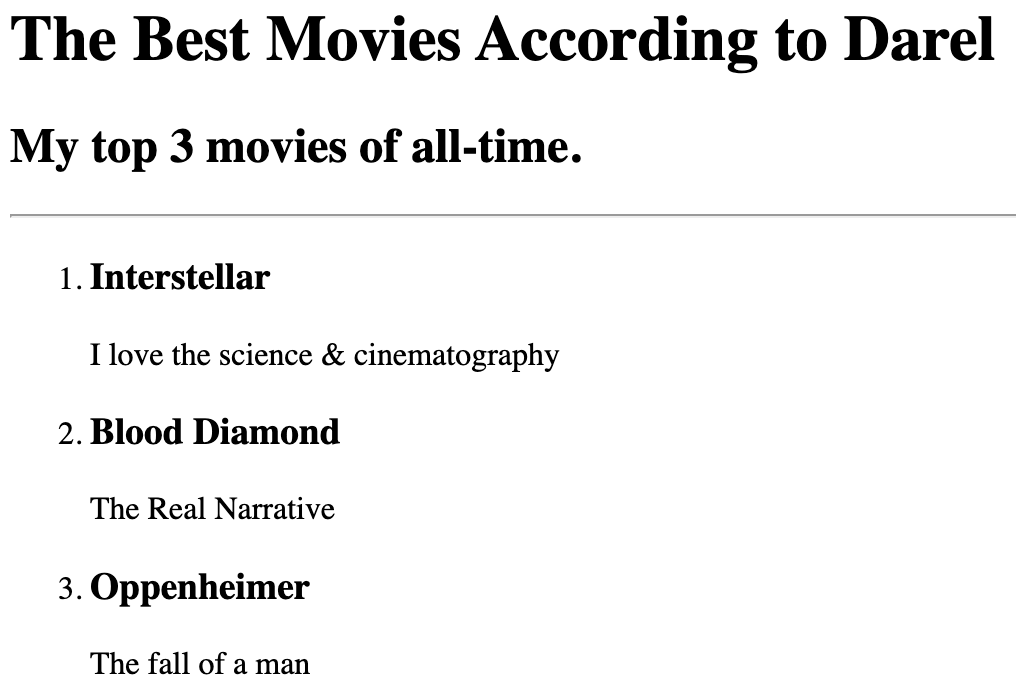 The Best Movies According to Darel
My top 3 movies of all-time.
1. Interstellar
I love the science & cinematography
2. Blood Diamond
The Real Narrative
3. Oppenheimer
The fall of a man